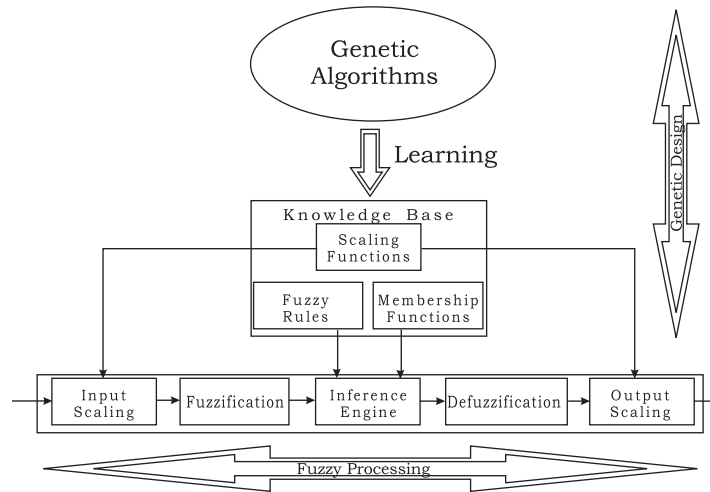 Genetic
Algorithms
Learning
Genetic Design
Knowledge Base
Scaling
Functions
Fuzzy
Rules
Membership
Functions
Input
Scaling
Fuzzification
Inference
Engine
Defuzzification
Output
Scaling
Fuzzy Processing